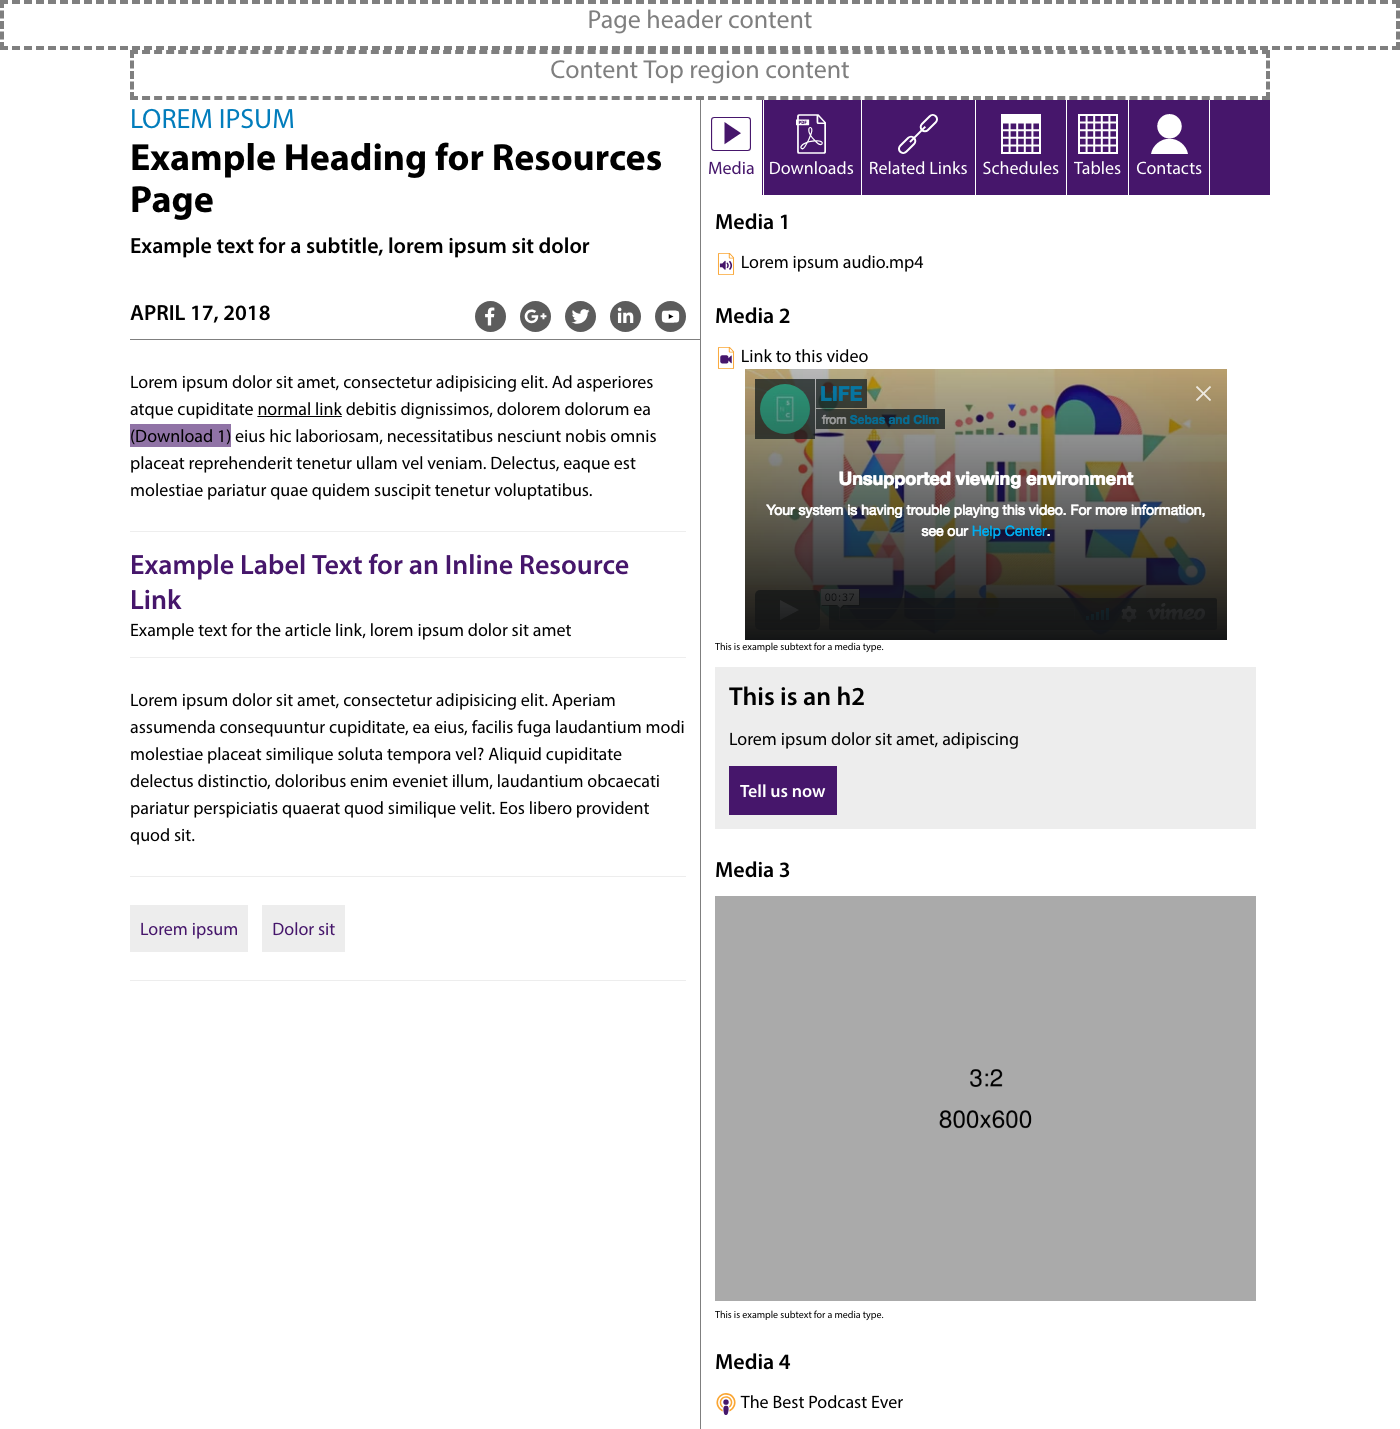 Page header content
Content Top region content
LOREM IPSUM
Example Heading for Resources
Page
Example text for a subtitle, lorem ipsum sit dolor
APRIL 17, 2018
Lorem ipsum dolor sit amet, consectetur adipisicing elit. Ad asperiores
atque cupiditate normal link debitis dignissimos, dolorem dolorum ea
(Download 1) eius hic laboriosam, necessitatibus nesciunt nobis omnis
placeat reprehenderit tenetur ullam vel veniam. Delectus, eaque est
molestiae pariatur quae quidem suscipit tenetur voluptatibus.
Example Label Text for an Inline Resource
Link
Example text for the article link, lorem ipsum dolor sit amet
Lorem ipsum dolor sit amet, consectetur adipisicing elit. Aperiam
assumenda consequuntur cupiditate, ea eius, facilis fuga laudantium modi
molestiae placeat similique soluta tempora vel? Aliquid cupiditate
delectus distinctio, doloribus enim eveniet illum, laudantium obcaecati
pariatur perspiciatis quaerat quod similique velit. Eos libero provident
quod sit.
Lorem ipsum
Dolor sit
Media
Downloads
Related Links
Schedules
Tables
Contacts
Media 1
Lorem ipsum audio.mp4
Media 2
Link to this video
LIFE
from Sebas and Clim
Unsupported viewing environment
Your system is having trouble playing this video. For more information,
see our Help Center.
LIFE
00:37
vimeo
This is example subtext for a media type.
This is an h2
Lorem ipsum dolor sit amet, adipiscing
Tell us now
Media 3
3:2
800x600
This is example subtext for a media type.
Media 4
The Best Podcast Ever